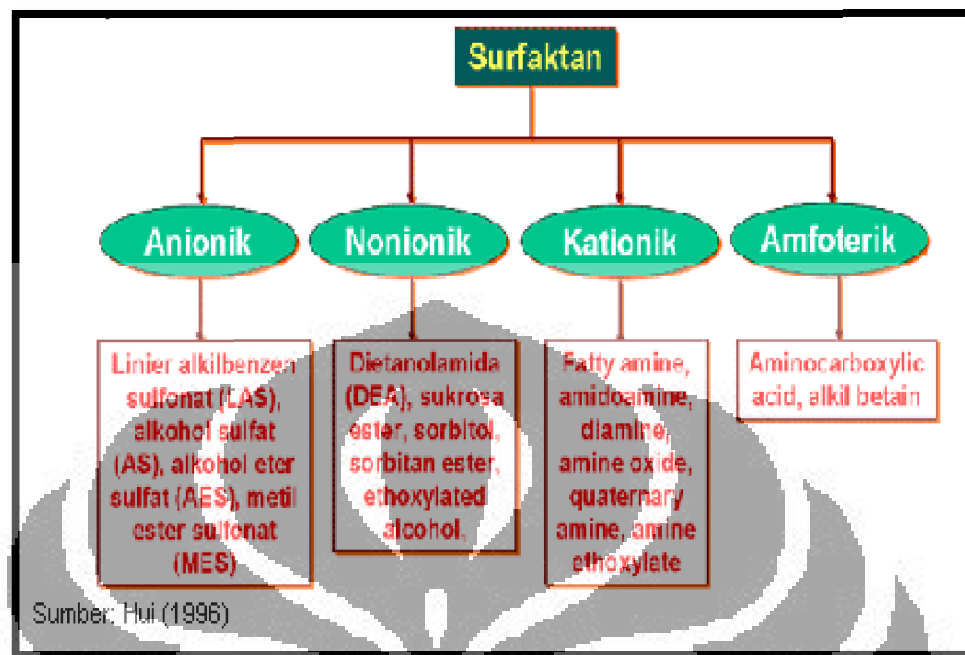 Surfaktan
Anionik
Nonionik
Kationik
Amfoterik
Linier alkilbenzen
sulfonat (LAS),
alkohol sulfat
(AS), alkohol eter
sulfat (AES), metil
ester sulfonat
(MES)
Dietanolamida
(DEA), sukrosa
ester, sorbitol,
sorbitan ester,
ethoxylated
alcohol,
Fatty amine,
amidoamine,
diamine,
amine oxide,
quaternary
amine, amine
ethoxylate
Aminocarboxylic
acid, alkil betain
Sumber: Hui (1996)